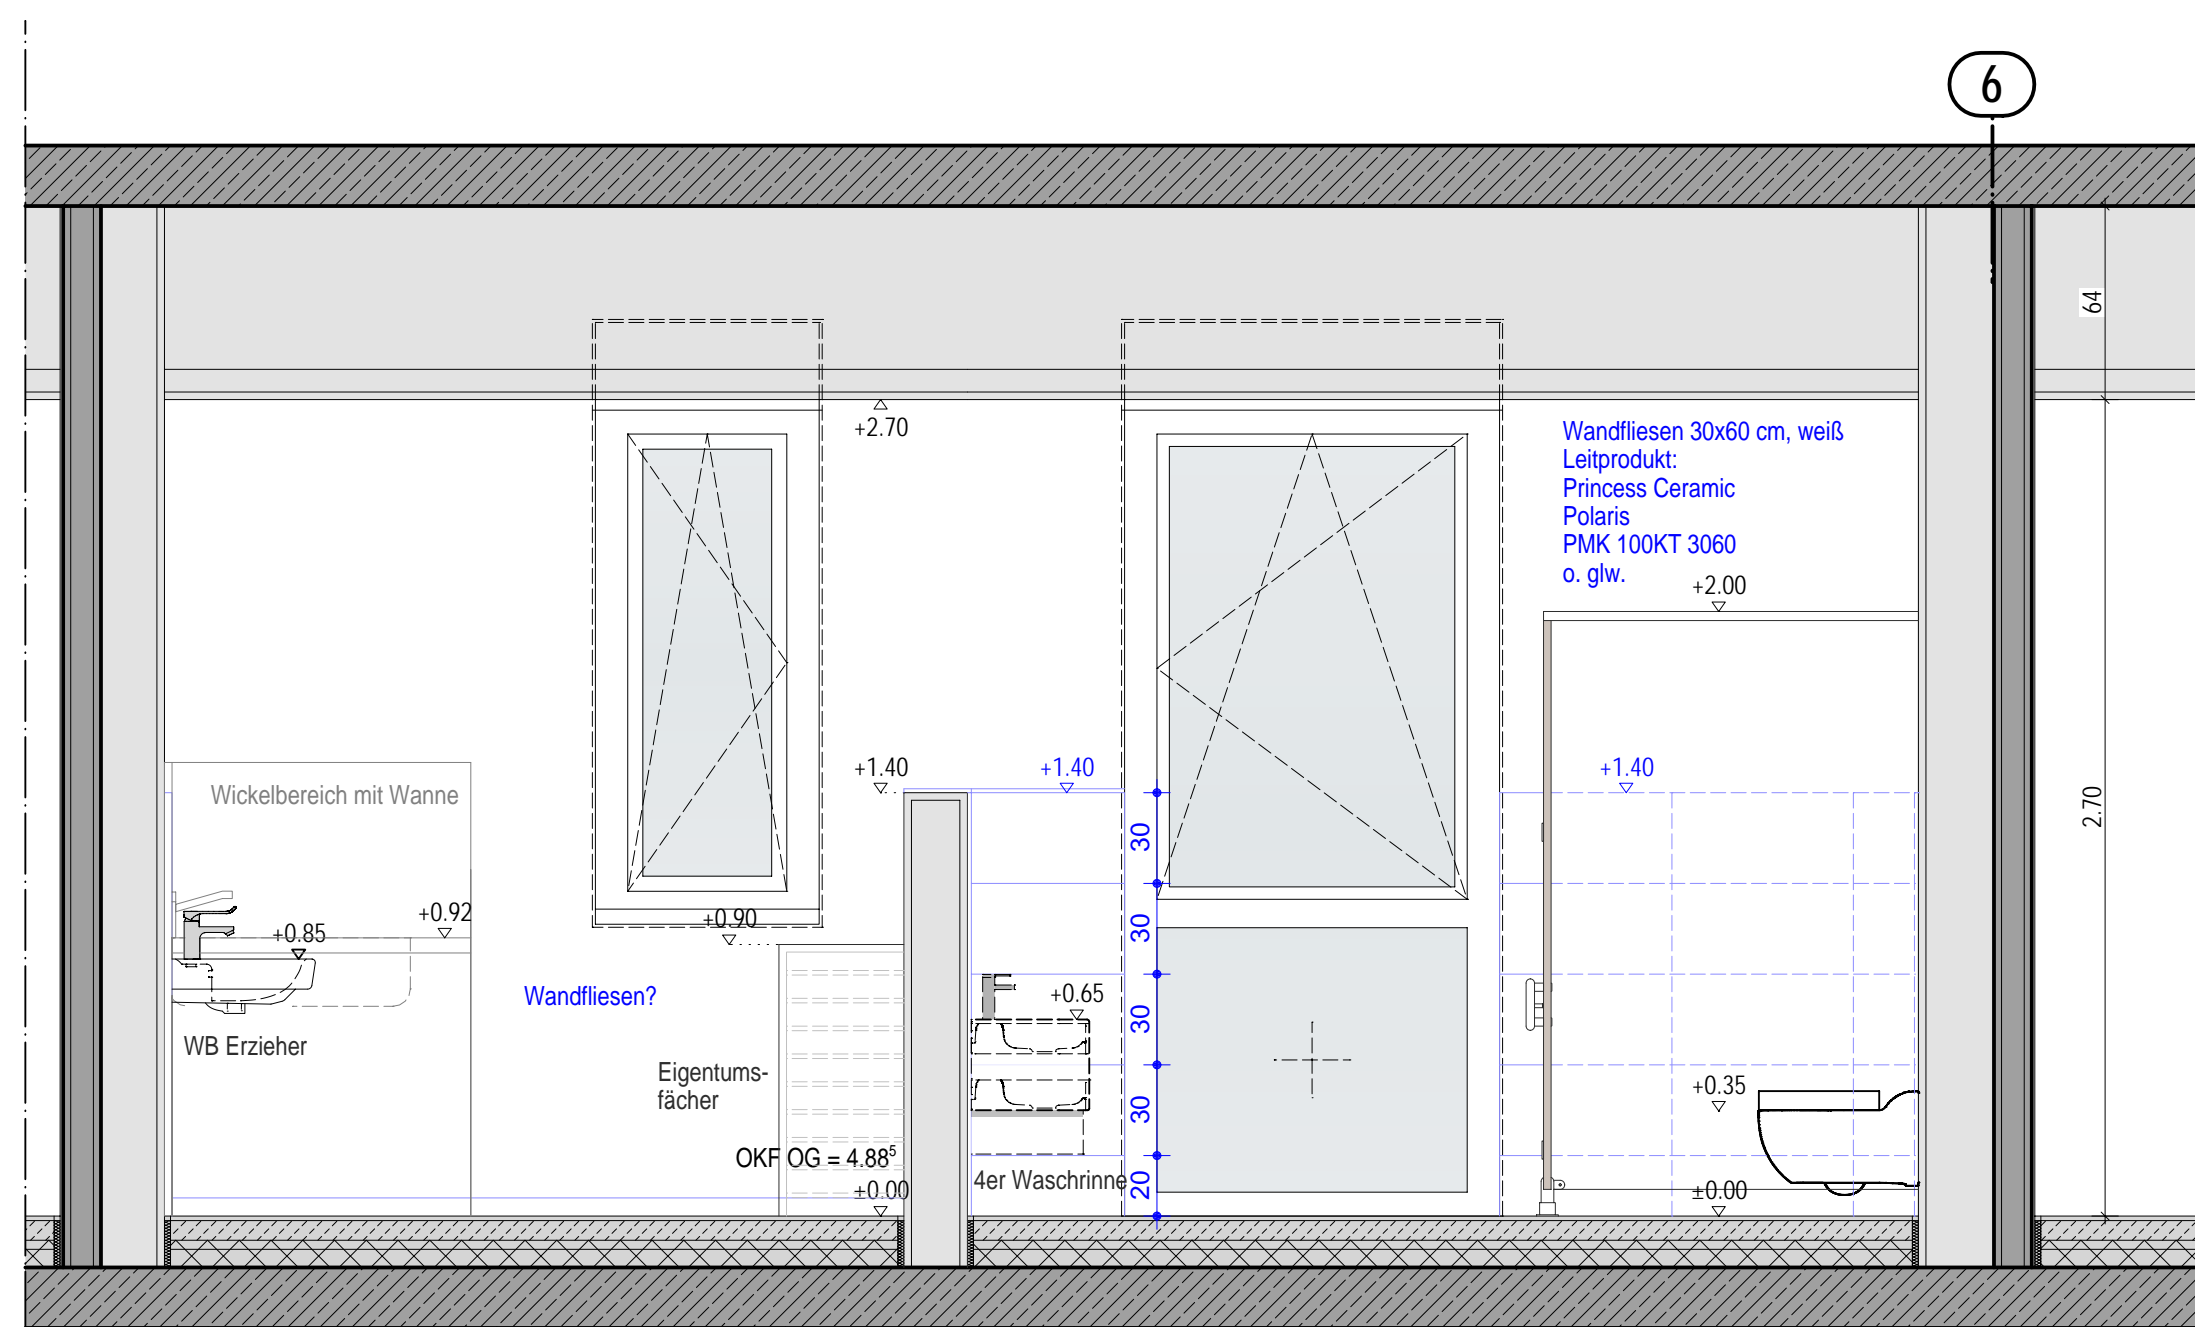 6
64
+2.70
Wandfliesen 30x60 cm, weiß
Leitprodukt:
Princess Ceramic
Polaris
PMK 100KT 3060
o. glw.
+2.00
+1.40
+1.40
+1.40
Wickelbereich mit Wanne
2.70
30
+0.92
+0.90
+0.85
30
Wandfliesen?
+0.65
30
WB Erzieher
Eigentums-
fächer
+0.35
30
OKF OG = 4.88⁵
4er Waschrinne
20
±0.00
±0.00